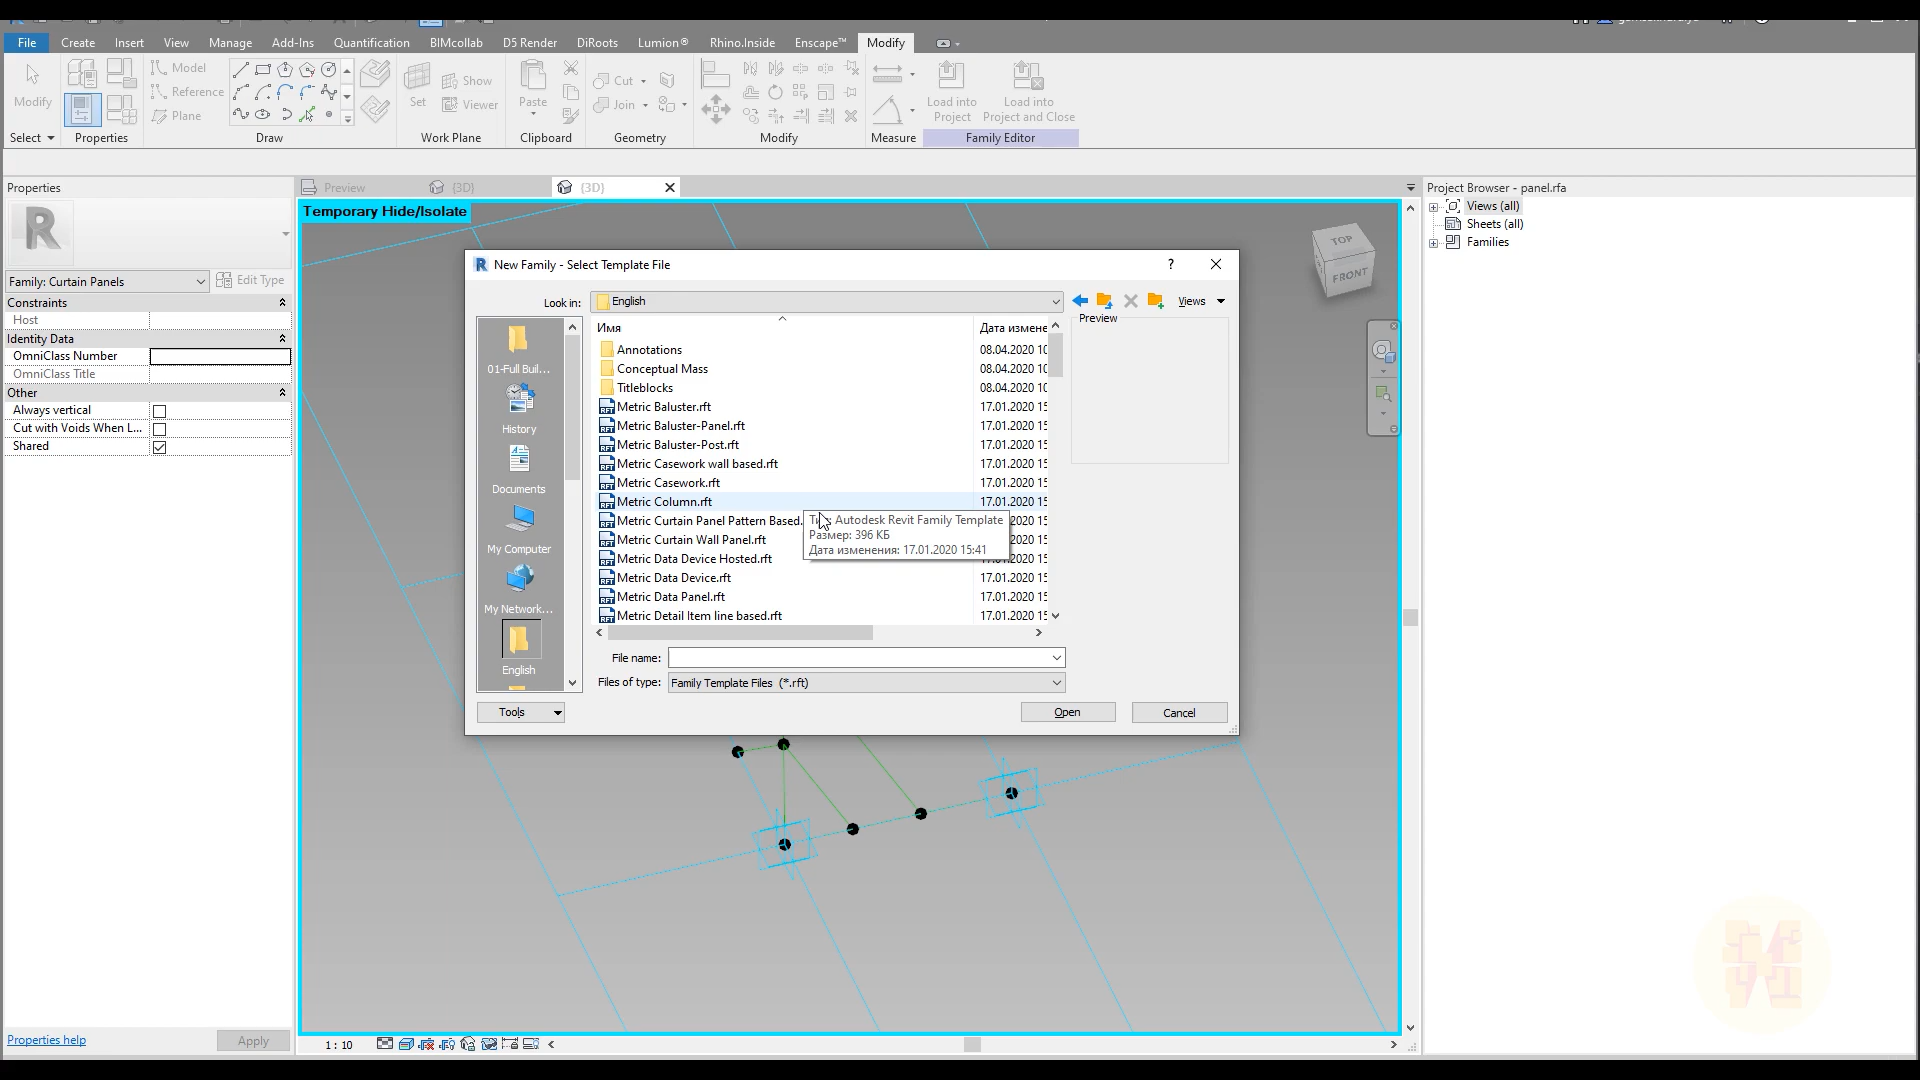 File Create Insert View Manage Add-Ins Quantification BIMcollab D5 Render DiRoots Lumion® Rhino.Inside Enscape™ Modify
Modify
Select
Properties
Model
Reference
Plane
Draw
Set
Show
Viewer
Work Plane
Paste
Clipboard
Cut
Join
Geometry
Modify
Measure
Load into
Project
Load into
Project and Close
Family Editor
Properties
R
Family: Curtain Panels
Edit Type
Constraints
Host
Identity Data
OmniClass Number
OmniClass Title
Other
Always vertical
Cut with Voids When L...
Shared
Properties help
Apply
Preview
(3D)
(3D)
Temporary Hide/Isolate
TOP
FRONT
New Family - Select Template File
Look in:
English
Views
01-Full Buil...
History
Documents
My Computer
My Network...
English
Имя
Дата измене
Annotations 08.04.2020 10
Conceptual Mass 08.04.2020 10
Titleblocks 08.04.2020 10
Metric Baluster.rft 17.01.2020 15
Metric Baluster-Panel.rft 17.01.2020 15
Metric Baluster-Post.rft 17.01.2020 15
Metric Casework wall based.rft 17.01.2020 15
Metric Casework.rft 17.01.2020 15
Metric Column.rft 17.01.2020 15
Metric Curtain Panel Pattern Based. 2020 15
Metric Curtain Wall Panel.rft 2020 15
Metric Data Device Hosted.rft 17.01.2020 15
Metric Data Device.rft 17.01.2020 15
Metric Data Panel.rft 17.01.2020 15
Metric Detail Item line based.rft 17.01.2020 15
Autodesk Revit Family Template
Размер: 396 КБ
Дата изменения: 17.01.2020 15:41
Preview
File name:
Files of type:
Family Template Files (*.rft)
Tools
Open
Cancel
1 : 10
Project Browser - panel.rfa
Views (all)
Sheets (all)
Families